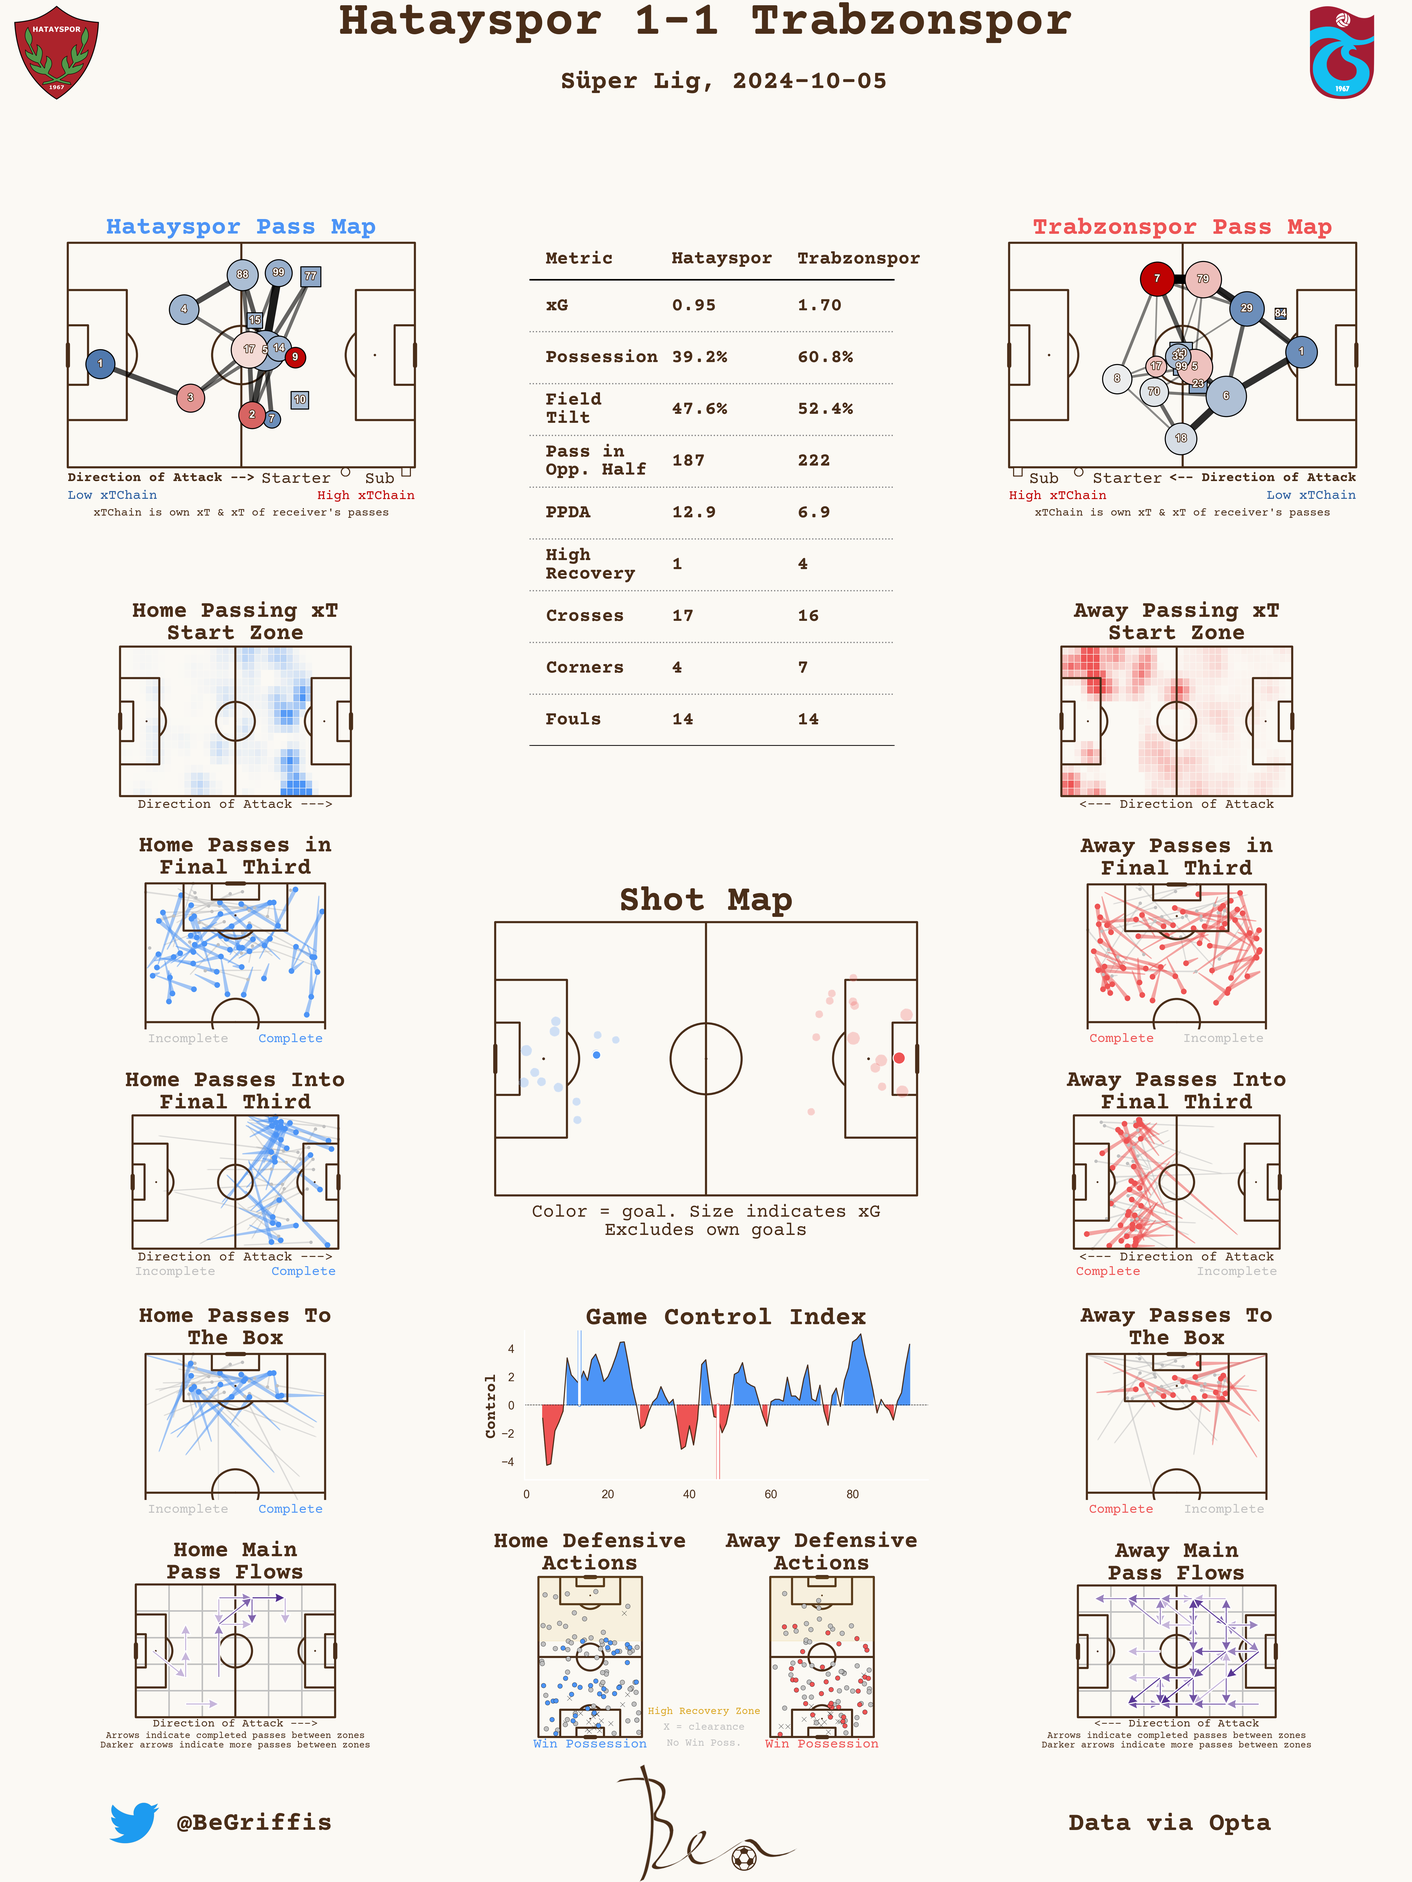 Hatayspor 1-1 Trabzonspor
Süper Lig, 2024-10-05
HATAYSPOR
1967
1967
Hatayspor Pass Map
88
99
77
4
15
17
5
14
9
1
3
10
2
7
Direction of Attack --> Starter Sub
Low xTChain High xTChain
xTChain is own xT & xT of receiver's passes
Metric Hatayspor Trabzonspor
xG 0.95 1.70
Possession 39.2% 60.8%
Field
Tilt 47.6% 52.4%
Pass in
Opp. Half 187 222
PPDA 12.9 6.9
High
Recovery 1 4
Crosses 17 16
Corners 4 7
Fouls 14 14
Trabzonspor Pass Map
7
79
29
84
1
35
17
99
5
8
23
70
6
18
Sub Starter <-- Direction of Attack
High xTChain Low xTChain
xTChain is own xT & xT of receiver's passes
Home Passing xT
Start Zone
Direction of Attack --->
Away Passing xT
Start Zone
<--- Direction of Attack
Home Passes in
Final Third
Incomplete Complete
Shot Map
Color = goal. Size indicates xG
Excludes own goals
Away Passes in
Final Third
Complete Incomplete
Home Passes Into
Final Third
Direction of Attack --->
Incomplete Complete
Away Passes Into
Final Third
<--- Direction of Attack
Complete Incomplete
Home Passes To
The Box
Incomplete Complete
Game Control Index
Control
4
2
0
−2
−4
0 20 40 60 80
Away Passes To
The Box
Complete Incomplete
Home Main
Pass Flows
Direction of Attack --->
Arrows indicate completed passes between zones
Darker arrows indicate more passes between zones
Home Defensive
Actions
Win Possession
Away Defensive
Actions
Win Possession
High Recovery Zone
X = clearance
No Win Poss.
Away Main
Pass Flows
<--- Direction of Attack
Arrows indicate completed passes between zones
Darker arrows indicate more passes between zones
@BeGriffis
Ben
Data via Opta